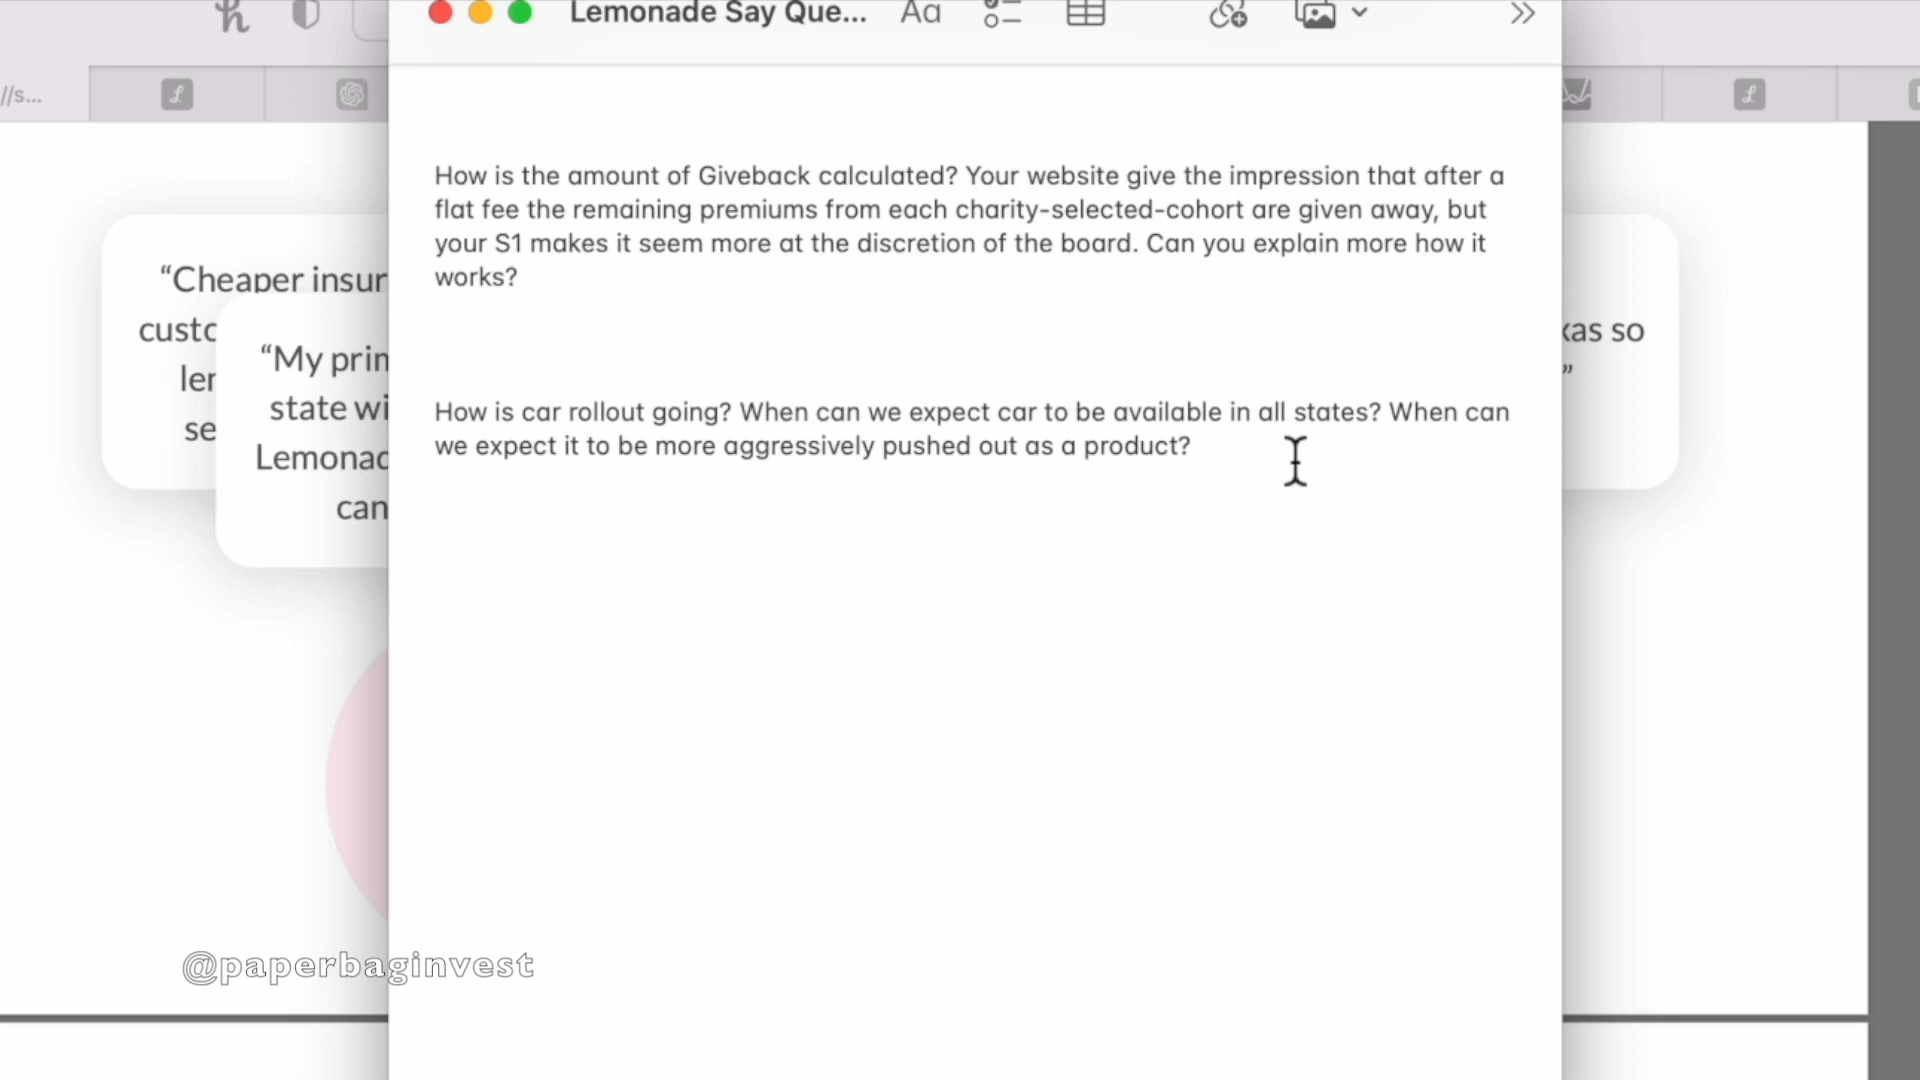 Lemonade Say Que...
Aa
//s...
How is the amount of Giveback calculated? Your website give the impression that after a
flat fee the remaining premiums from each charity-selected-cohort are given away, but
your S1 makes it seem more at the discretion of the board. Can you explain more how it
works?
How is car rollout going? When can we expect car to be available in all states? When can
we expect it to be more aggressively pushed out as a product?
“Cheaper insur
custo
ler
se
“My prim
state wi
Lemonad
can
xas so
”
@paperbaginvest